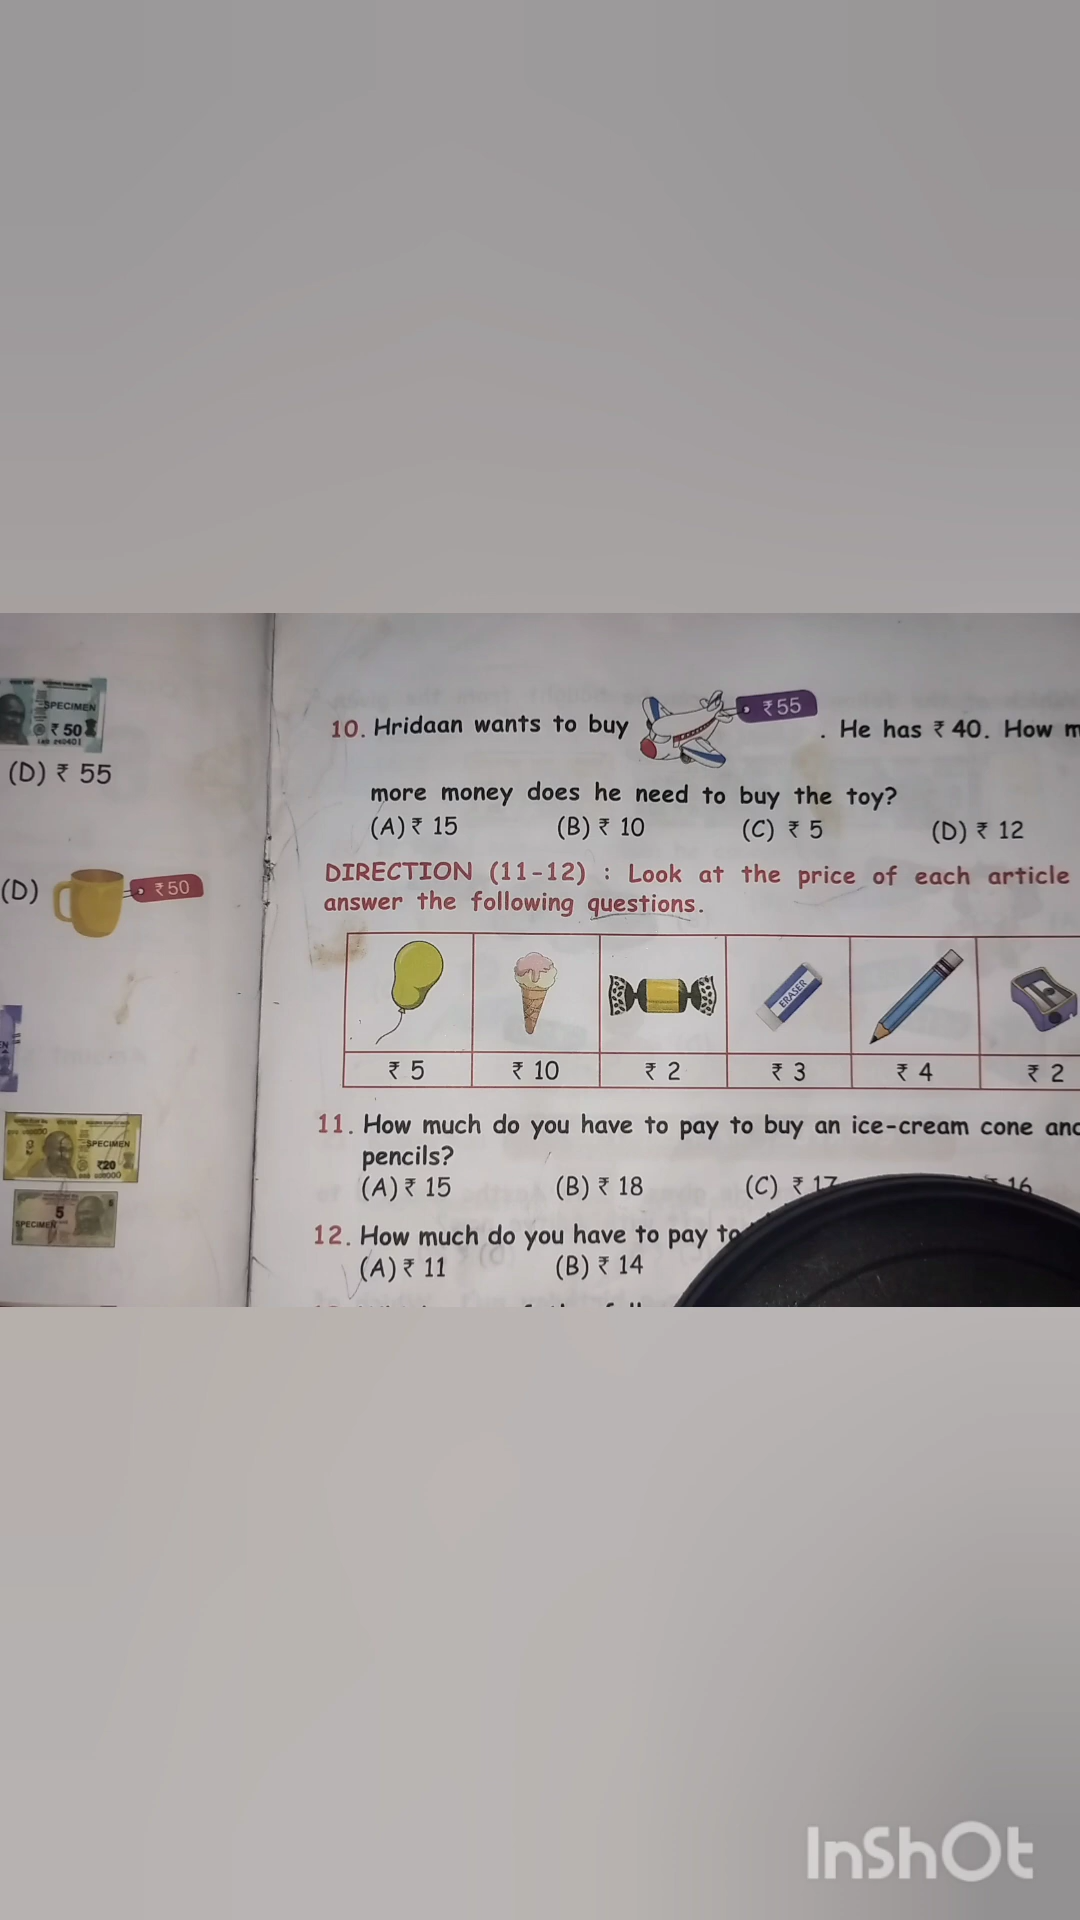 SPECIMEN
₹ 50
(D) ₹ 55
(D)
₹50
SPECIMEN
₹20
5
SPECIMEN
10. Hridaan wants to buy ₹55 . He has ₹ 40. How
more money does he need to buy the toy?
(A) ₹ 15 (B) ₹ 10 (C) ₹ 5 (D) ₹ 12
DIRECTION (11-12) : Look at the price of each article
answer the following questions.
ERASER
₹ 5 ₹ 10 ₹ 2 ₹ 3 ₹ 4 ₹ 2
11. How much do you have to pay to buy an ice-cream cone and
pencils?
(A) ₹ 15 (B) ₹ 18 (C) ₹ 17 ₹ 16
12. How much do you have to pay to
(A) ₹ 11 (B) ₹ 14
InShOt